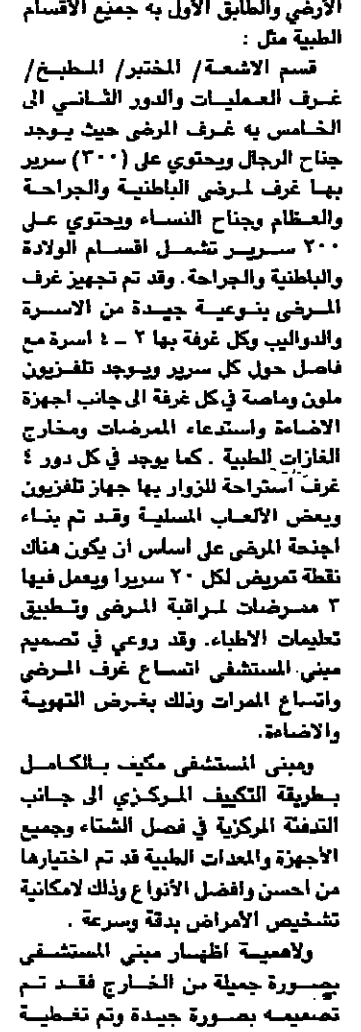 الأرضي والطابق الأول به جميع الأقسام
الطبية مثل :
قسم الاشعة/ المختبر/ المطبخ/
غرف العمليات والدور الثاني الى
الخامس به غرف المرضى حيث يوجد
جناح الرجال ويحتوي على (٣٠٠) سرير
بها غرف لمرضى الباطنية والجراحة
والعظام وجناح النساء ويحتوي على
٢٠٠ سرير تشمل اقسام الولادة
والباطنية والجراحة. وقد تم تجهيز غرف
المرضى بنوعية جيدة من الاسرة
والدواليب وكل غرفة بها ٢ ـ ٤ اسرة مع
فاصل حول كل سرير ويوجد تلفزيون
ملون وماصة في كل غرفة الى جانب اجهزة
الاضاءة واستدعاء الممرضات ومخارج
الغازات الطبية . كما يوجد في كل دور ٤
غرف استراحة للزوار بها جهاز تلفزيون
وبعض الألعاب المسلية وقد تم بناء
اجنحة المرضى على اساس ان يكون هناك
نقطة تمريض لكل ٢٠ سريرا ويعمل فيها
٣ ممرضات لمراقبة المرضى وتطبيق
تعليمات الاطباء. وقد روعي في تصميم
مبنى المستشفى اتساع غرف المرضى
واتساع الممرات وذلك بغرض التهوية
والاضاءة.
ومبنى المستشفى مكيف بالكامل
بطريقة التكييف المركزي الى جانب
التدفئة المركزية في فصل الشتاء وجميع
الأجهزة والمعدات الطبية قد تم اختيارها
من احسن وافضل الأنواع وذلك لامكانية
تشخيص الأمراض بدقة وسرعة .
ولاهمية اظهار مبنى المستشفى
بصورة جميلة من الخارج فقد تم
تصميمه بصورة جيدة وتم تغطية